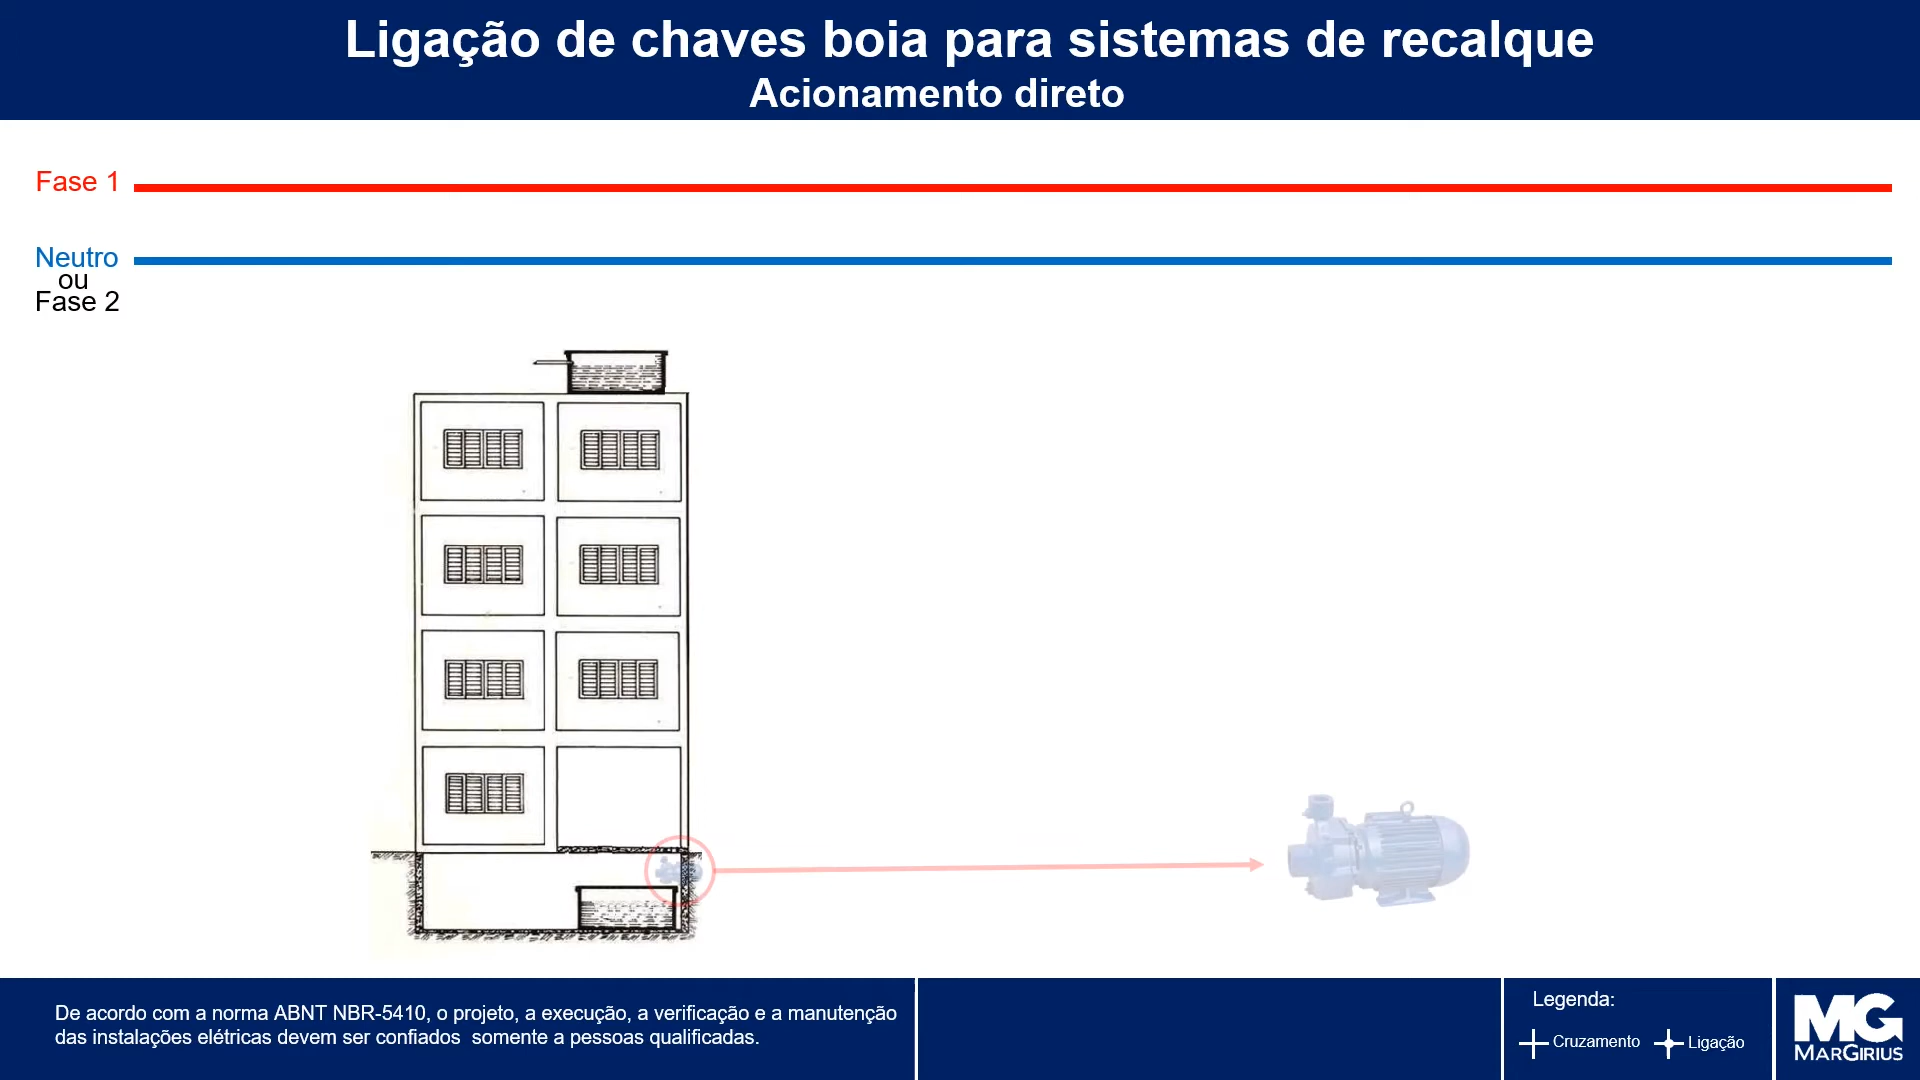 Ligação de chaves boia para sistemas de recalque
Acionamento direto
Fase 1
Neutro
ou
Fase 2
De acordo com a norma ABNT NBR-5410, o projeto, a execução, a verificação e a manutenção
das instalações elétricas devem ser confiados somente a pessoas qualificadas.
Legenda:
Cruzamento
Ligação
MG
MARGIRIUS